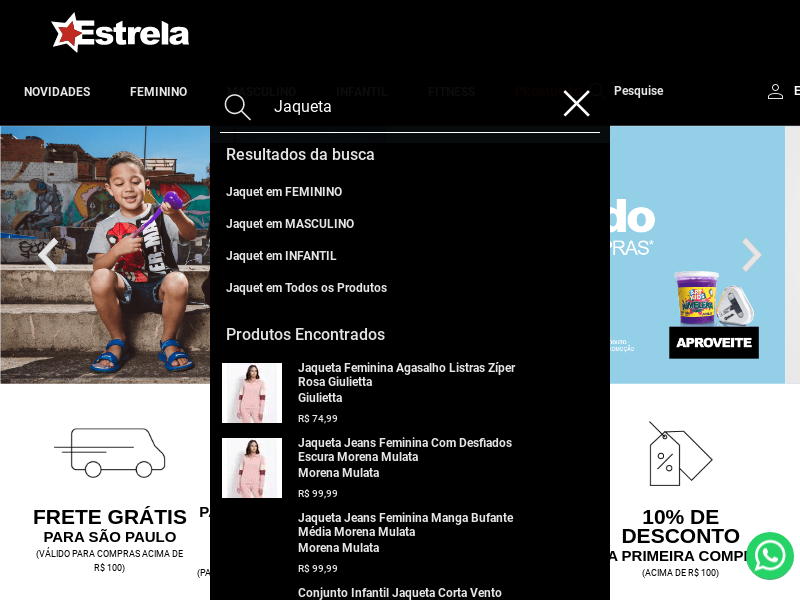 Estrela
NOVIDADES
FEMININO
MASCULINO
INFANTIL
FITNESS
Pesquise
E
Jaqueta
Resultados da busca
Jaquet em FEMININO
Jaquet em MASCULINO
Jaquet em INFANTIL
Jaquet em Todos os Produtos
Produtos Encontrados
Jaqueta Feminina Agasalho Listras Zíper
Rosa Giulietta
Giulietta
R$ 74,99
Jaqueta Jeans Feminina Com Desfiados
Escura Morena Mulata
Morena Mulata
R$ 99,99
Jaqueta Jeans Feminina Manga Bufante
Média Morena Mulata
Morena Mulata
R$ 99,99
Conjunto Infantil Jaqueta Corta Vento
do
PRAS*
APROVEITE
FRETE GRÁTIS
PARA SÃO PAULO
(VÁLIDO PARA COMPRAS ACIMA DE
R$ 100)
P
(PA
10% DE
DESCONTO
A PRIMEIRA COMP
(ACIMA DE R$ 100)